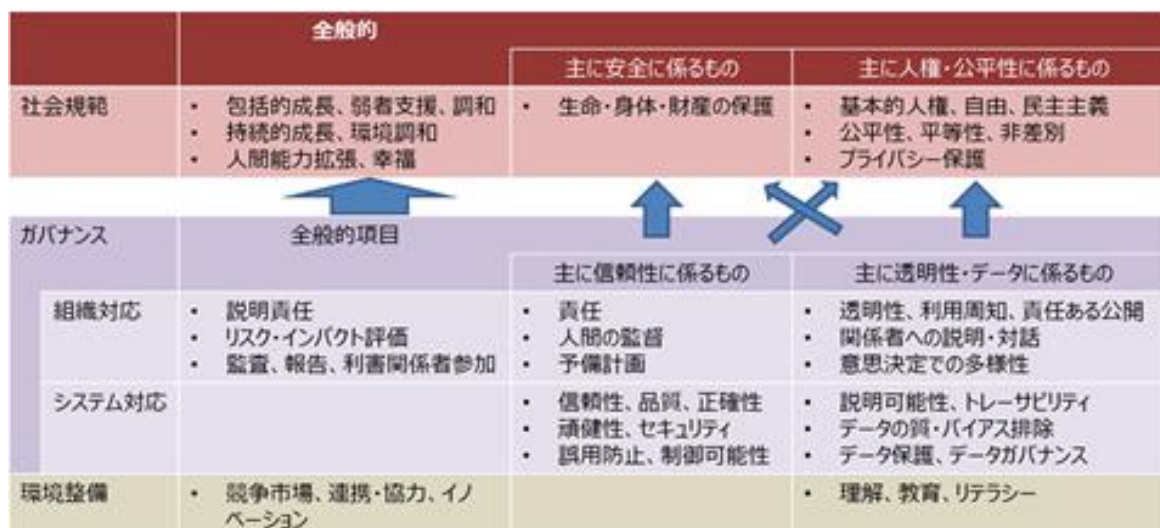 全般的
主に安全に係るもの
主に人権・公平性に係るもの
社会規範
• 包括的成長、弱者支援、調和
• 持続的成長、環境調和
• 人間能力拡張、幸福
• 生命・身体・財産の保護
• 基本的人権、自由、民主主義
• 公平性、平等性、非差別
• プライバシー保護
ガバナンス
全般的項目
主に信頼性に係るもの
主に透明性・データに係るもの
組織対応
• 説明責任
• リスク・インパクト評価
• 監査、報告、利害関係者参加
• 責任
• 人間の監督
• 予備計画
• 透明性、利用周知、責任ある公開
• 関係者への説明・対話
• 意思決定での多様性
システム対応
• 信頼性、品質、正確性
• 頑健性、セキュリティ
• 誤用防止、制御可能性
• 説明可能性、トレーサビリティ
• データの質・バイアス排除
• データ保護、データガバナンス
環境整備
• 競争市場、連携・協力、イノ
ベーション
• 理解、教育、リテラシー